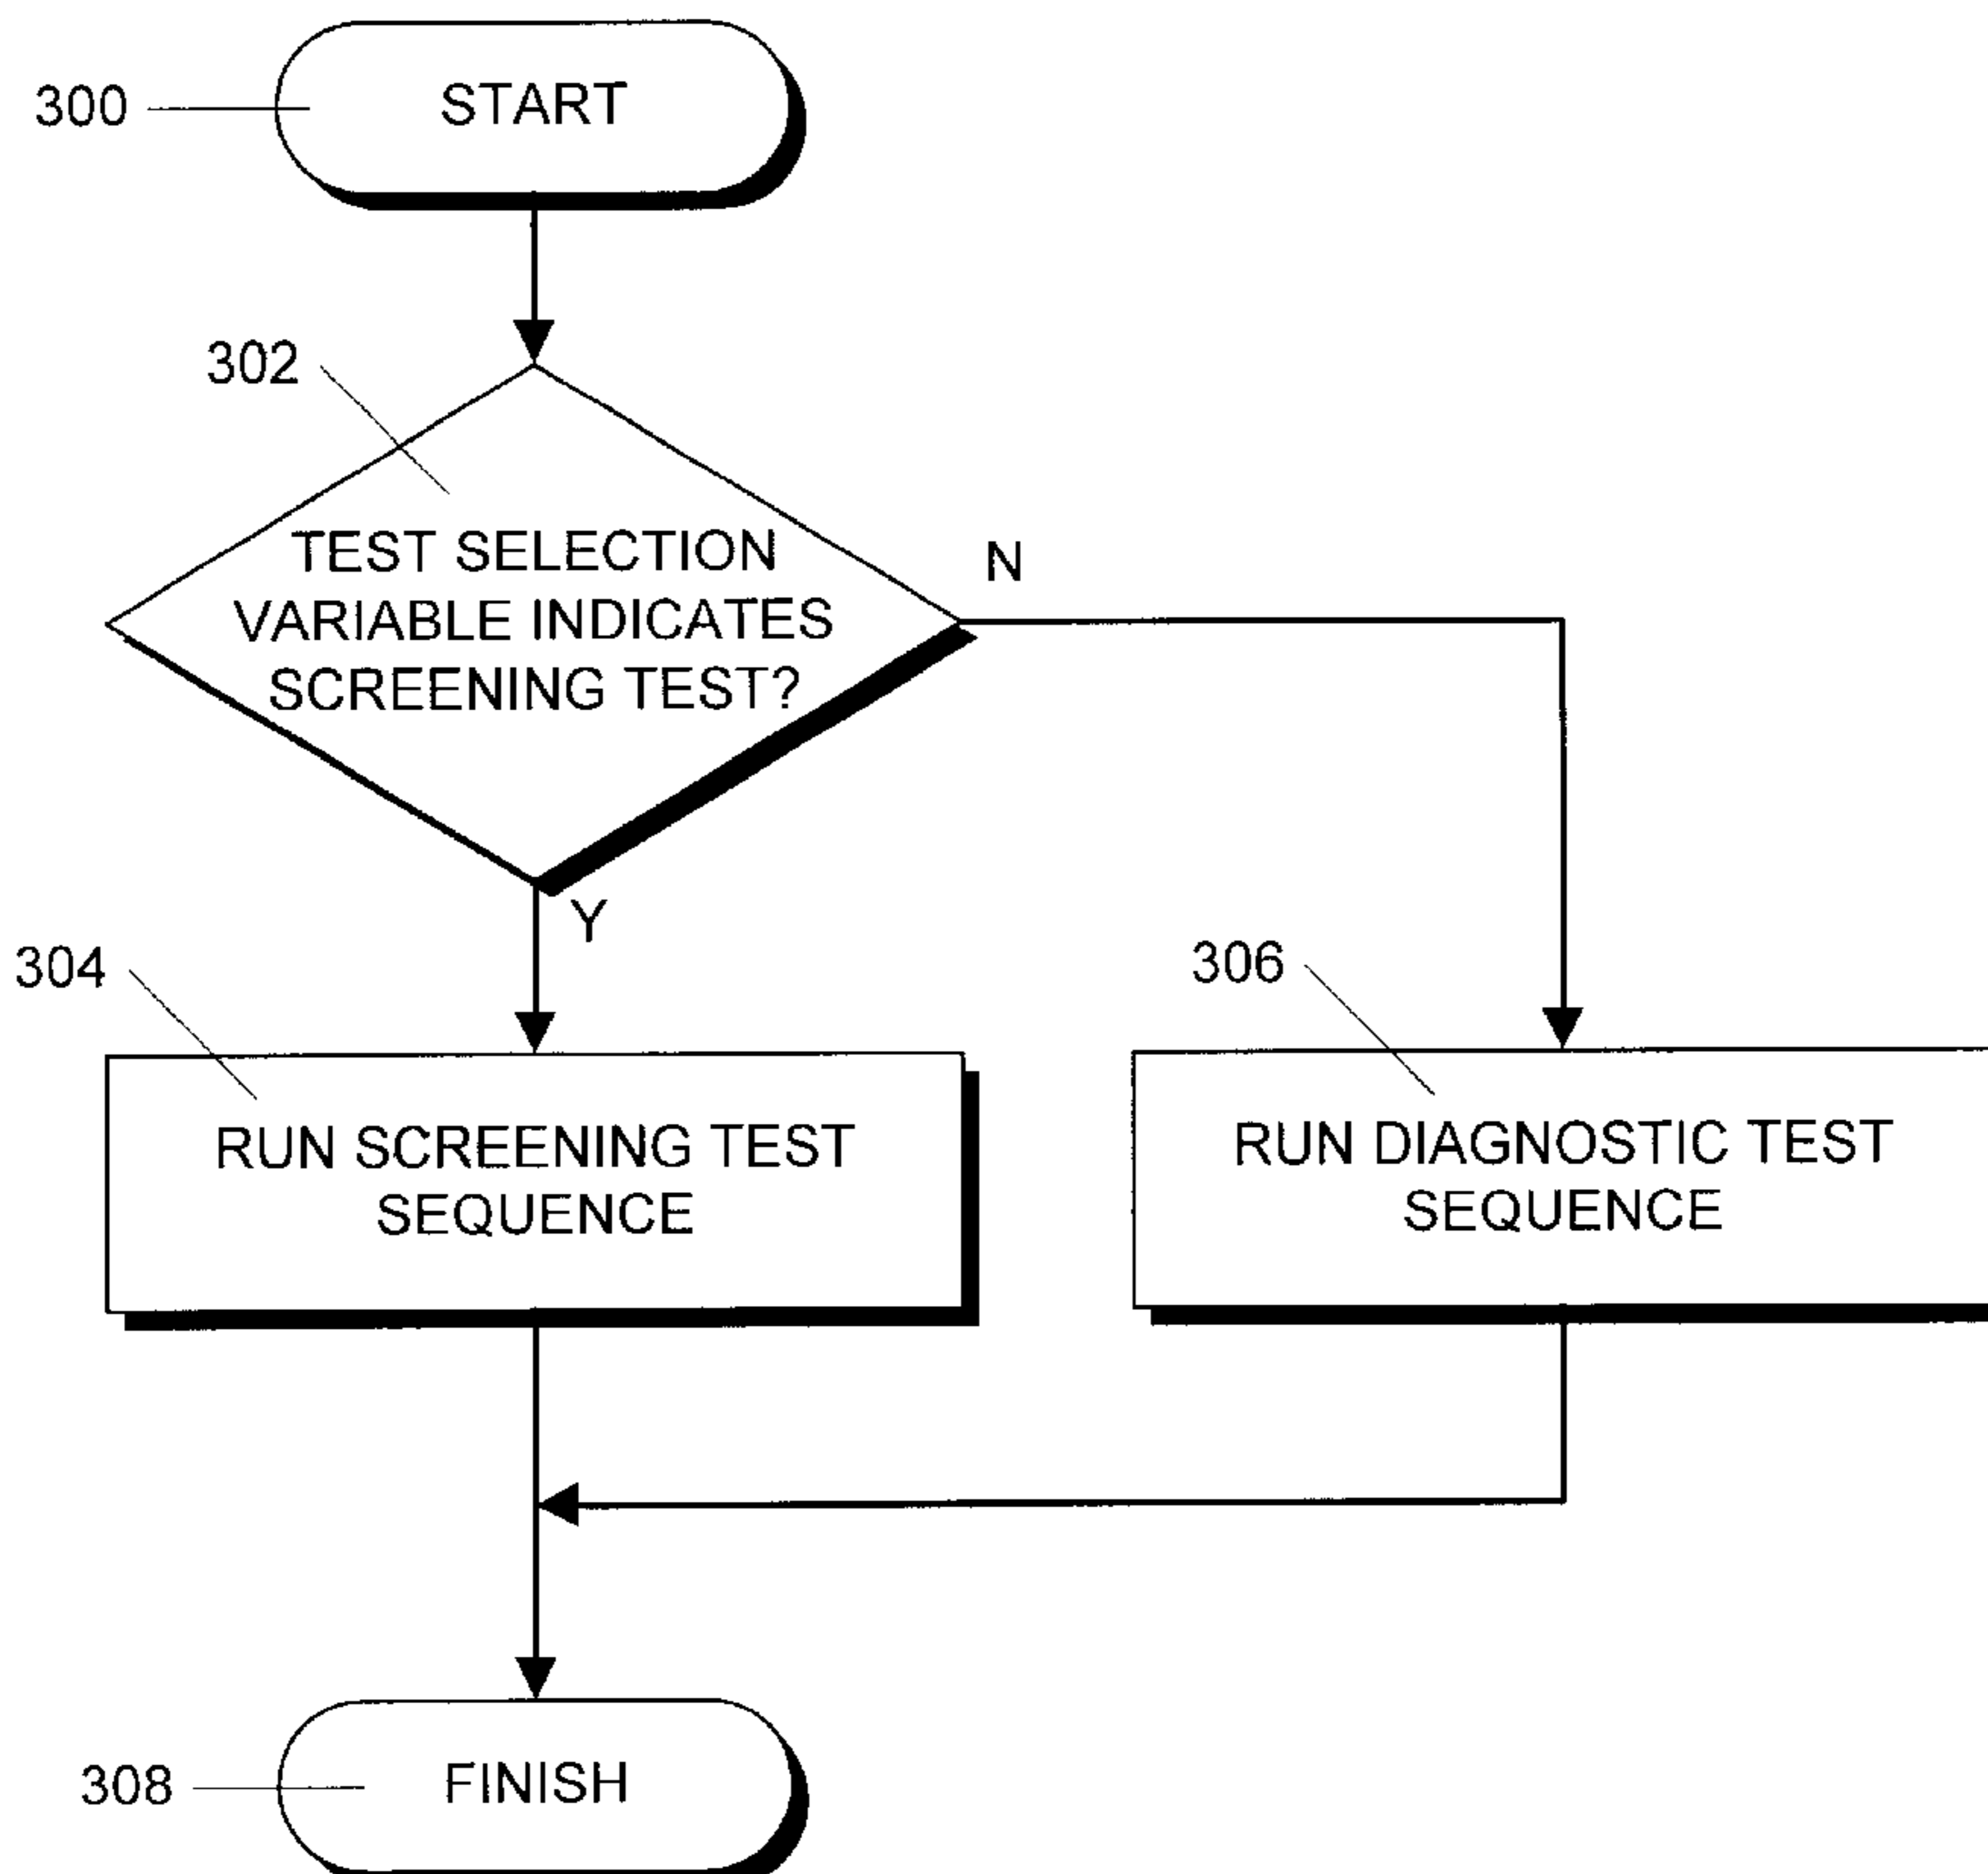 300
START
302
TEST SELECTION
VARIABLE INDICATES
SCREENING TEST?
N
Y
304
RUN SCREENING TEST
SEQUENCE
306
RUN DIAGNOSTIC TEST
SEQUENCE
308
FINISH